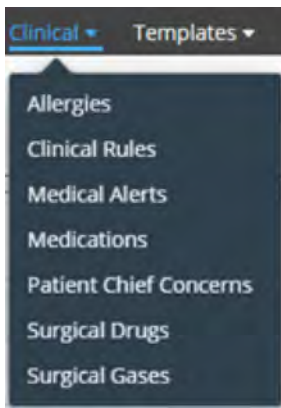 Clinical Templates
Allergies
Clinical Rules
Medical Alerts
Medications
Patient Chief Concerns
Surgical Drugs
Surgical Gases